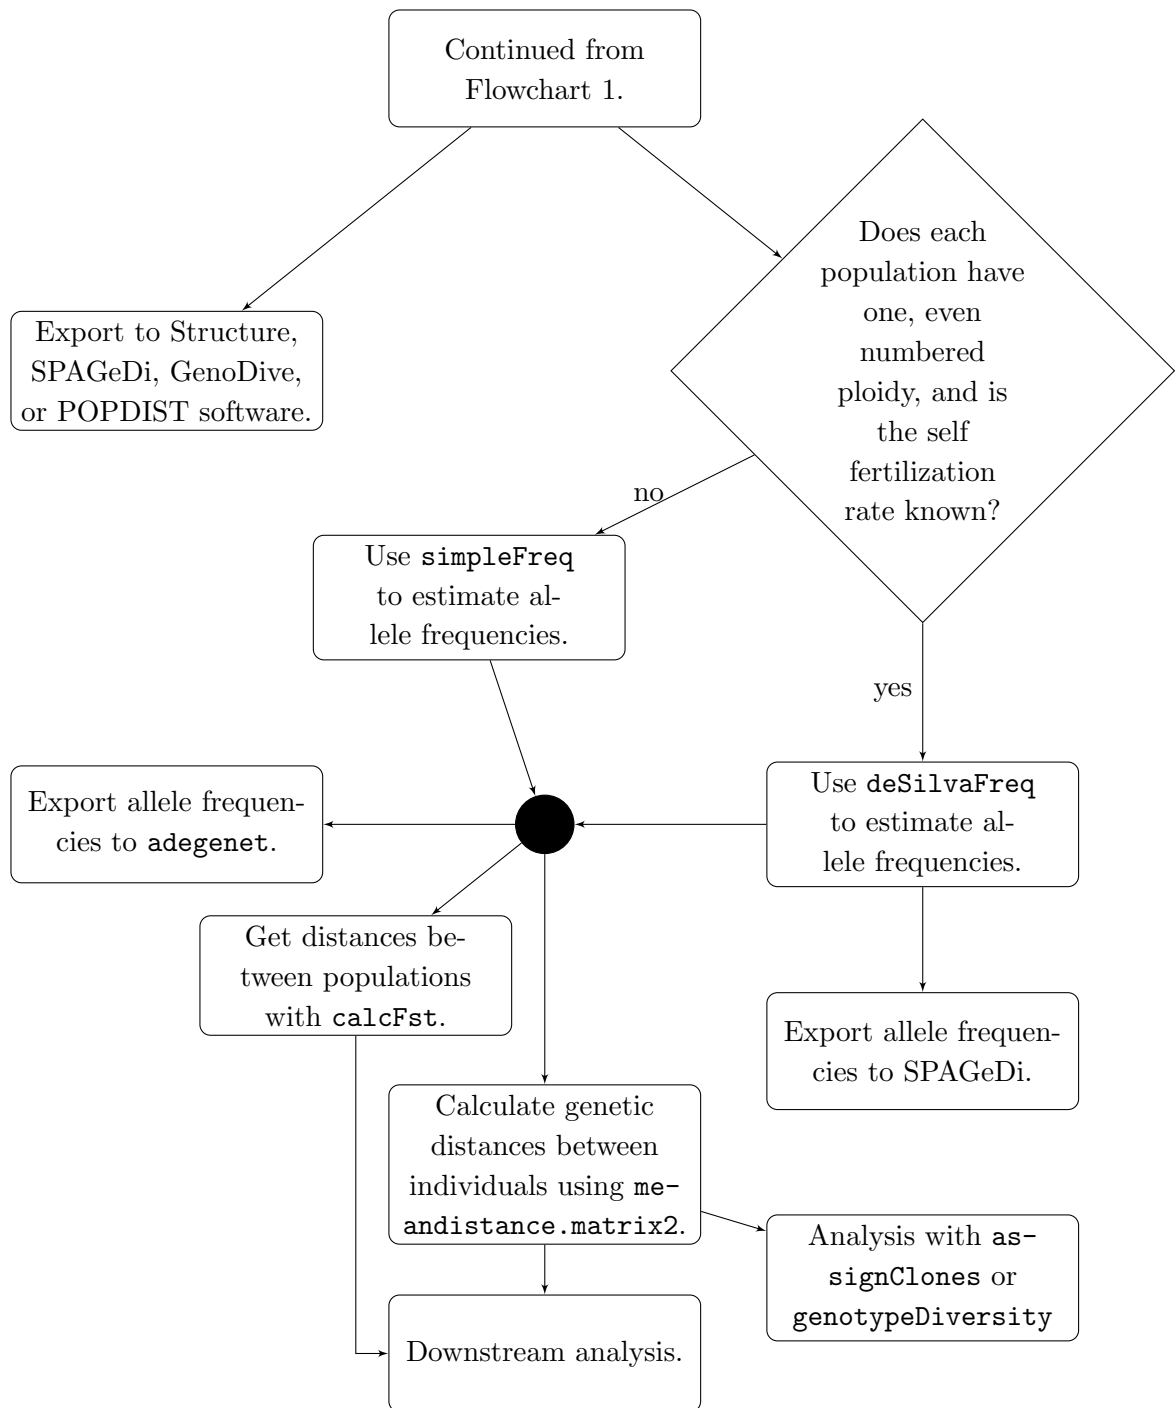 Continued from
Flowchart 1.
Does each
population have
one, even
numbered
ploidy, and is
the self
fertilization
rate known?
Export to Structure,
SPAGeDi, GenoDive,
or POPDIST software.
no
Use simpleFreq
to estimate al-
lele frequencies.
yes
Use deSilvaFreq
to estimate al-
lele frequencies.
Export allele frequen-
cies to adegenet.
Get distances be-
tween populations
with calcFst.
Export allele frequen-
cies to SPAGeDi.
Calculate genetic
distances between
individuals using me-
andistance.matrix2.
Analysis with as-
signClones or
genotypeDiversity
Downstream analysis.